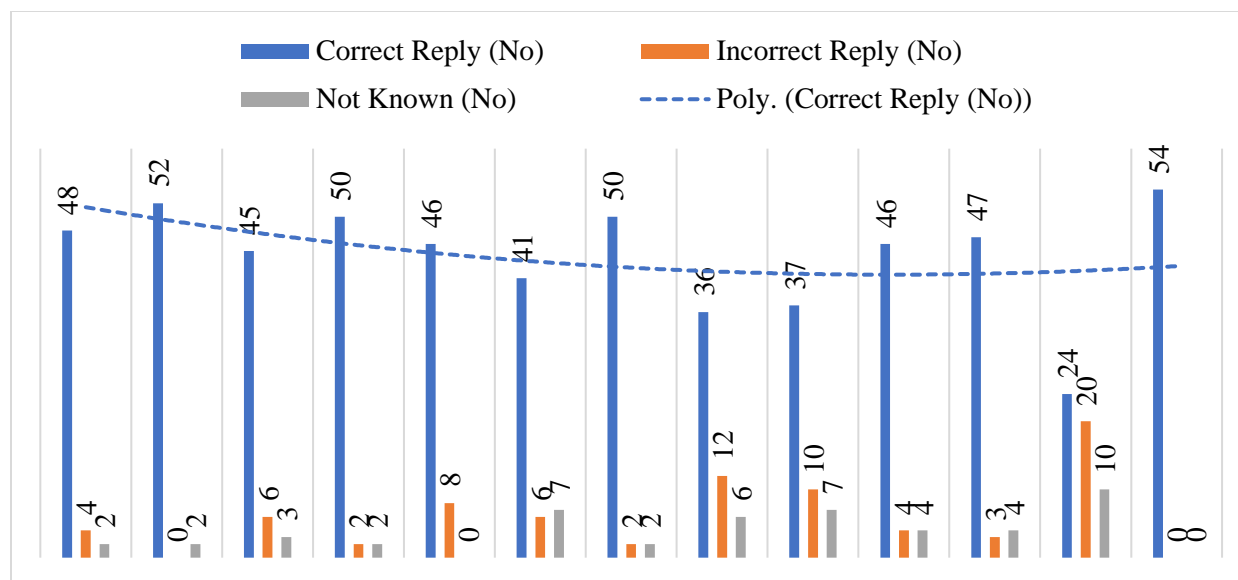 Correct Reply (No) Incorrect Reply (No)
Not Known (No) Poly. (Correct Reply (No))
48 4 2
52 0 2
45 6 3
50 2 2
46 8 0
41 6 7
50 2 2
36 12 6
37 10 7
46 4 4
47 3 4
24 20 10
54 0 0